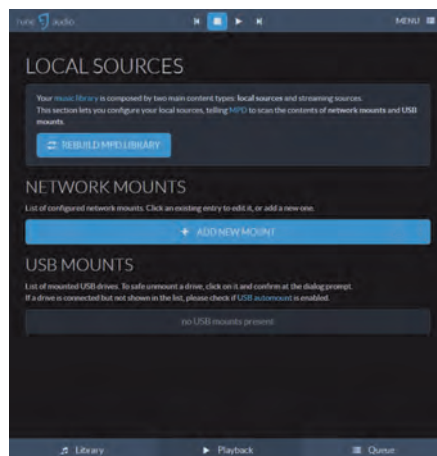 rune audio
MENU
LOCAL SOURCES
Your music library is composed by two main content types: local sources and streaming sources.
This section lets you configure your local sources, telling MPD to scan the contents of network mounts and USB
mounts.
REBUILD MPD LIBRARY
NETWORK MOUNTS
List of configured network mounts. Click an existing entry to edit it, or add a new one.
ADD NEW MOUNT
USB MOUNTS
List of mounted USB drives. To safe unmount a drive, click on it and confirm at the dialog prompt.
If a drive is connected but not shown in the list, please check if USB automount is enabled.
no USB mounts present
Library Playback Queue